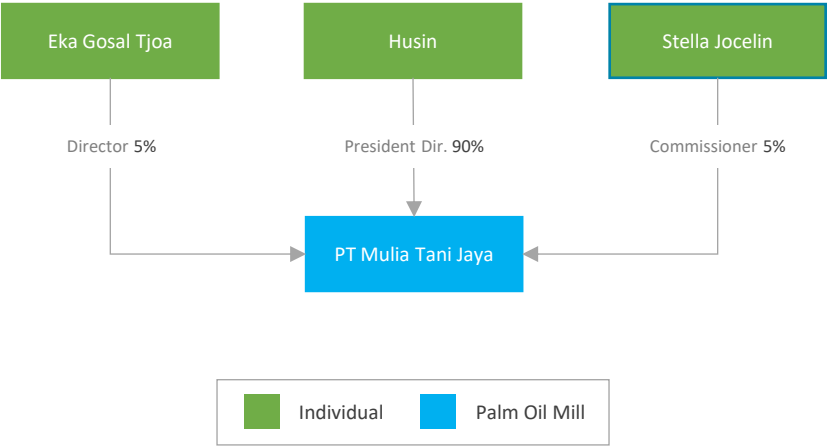 Eka Gosal Tjoa
Husin
Stella Jocelin
Director 5%
President Dir. 90%
Commissioner 5%
PT Mulia Tani Jaya
Individual
Palm Oil Mill